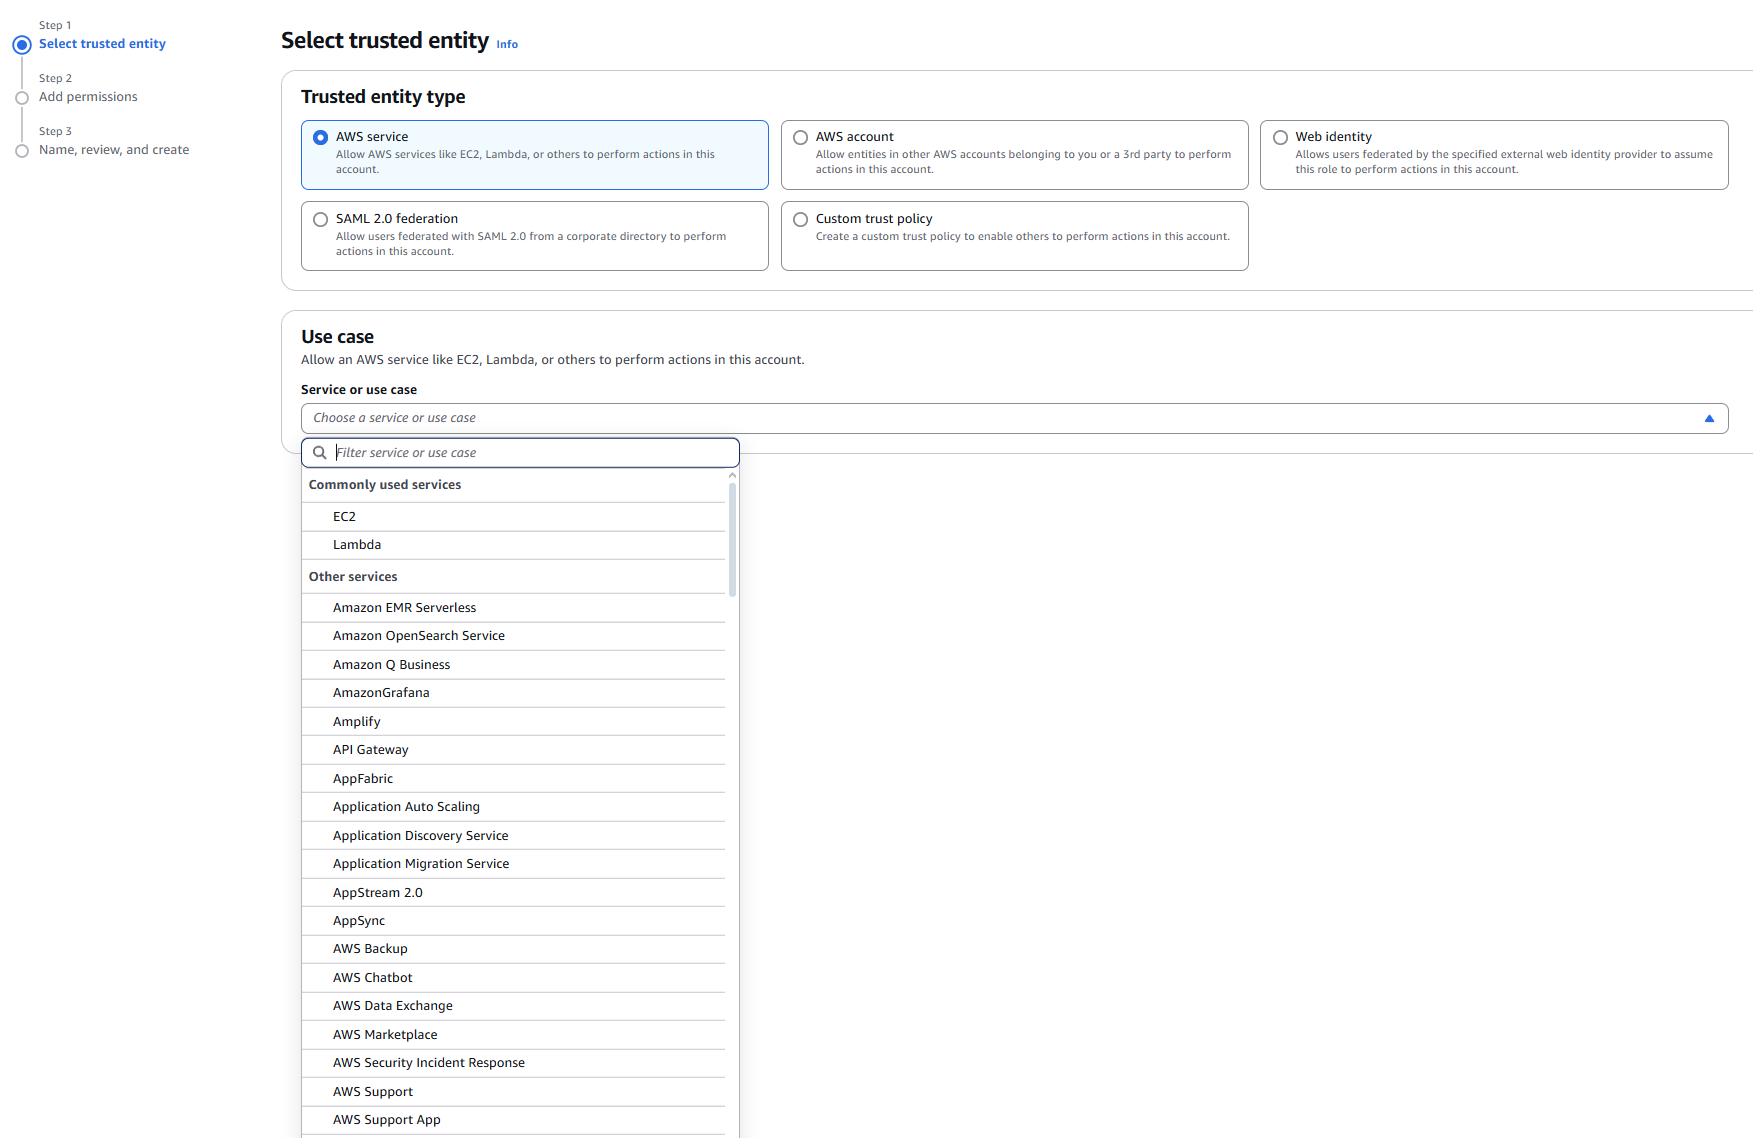 Step 1
Select trusted entity
Step 2
Add permissions
Step 3
Name, review, and create
Select trusted entity Info
Trusted entity type
AWS service
Allow AWS services like EC2, Lambda, or others to perform actions in this
account.
AWS account
Allow entities in other AWS accounts belonging to you or a 3rd party to perform
actions in this account.
Web identity
Allows users federated by the specified external web identity provider to assume
this role to perform actions in this account.
SAML 2.0 federation
Allow users federated with SAML 2.0 from a corporate directory to perform
actions in this account.
Custom trust policy
Create a custom trust policy to enable others to perform actions in this account.
Use case
Allow an AWS service like EC2, Lambda, or others to perform actions in this account.
Service or use case
Choose a service or use case
Filter service or use case
Commonly used services
EC2
Lambda
Other services
Amazon EMR Serverless
Amazon OpenSearch Service
Amazon Q Business
AmazonGrafana
Amplify
API Gateway
AppFabric
Application Auto Scaling
Application Discovery Service
Application Migration Service
AppStream 2.0
AppSync
AWS Backup
AWS Chatbot
AWS Data Exchange
AWS Marketplace
AWS Security Incident Response
AWS Support
AWS Support App